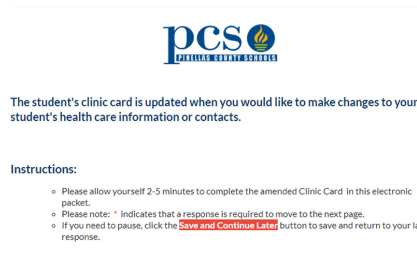 pcs
PINELLAS COUNTY SCHOOLS
The student's clinic card is updated when you would like to make changes to your
student's health care information or contacts.
Instructions:
Please allow yourself 2-5 minutes to complete the amended Clinic Card in this electronic
packet.
Please note: * indicates that a response is required to move to the next page.
If you need to pause, click the Save and Continue Later button to save and return to your
response.